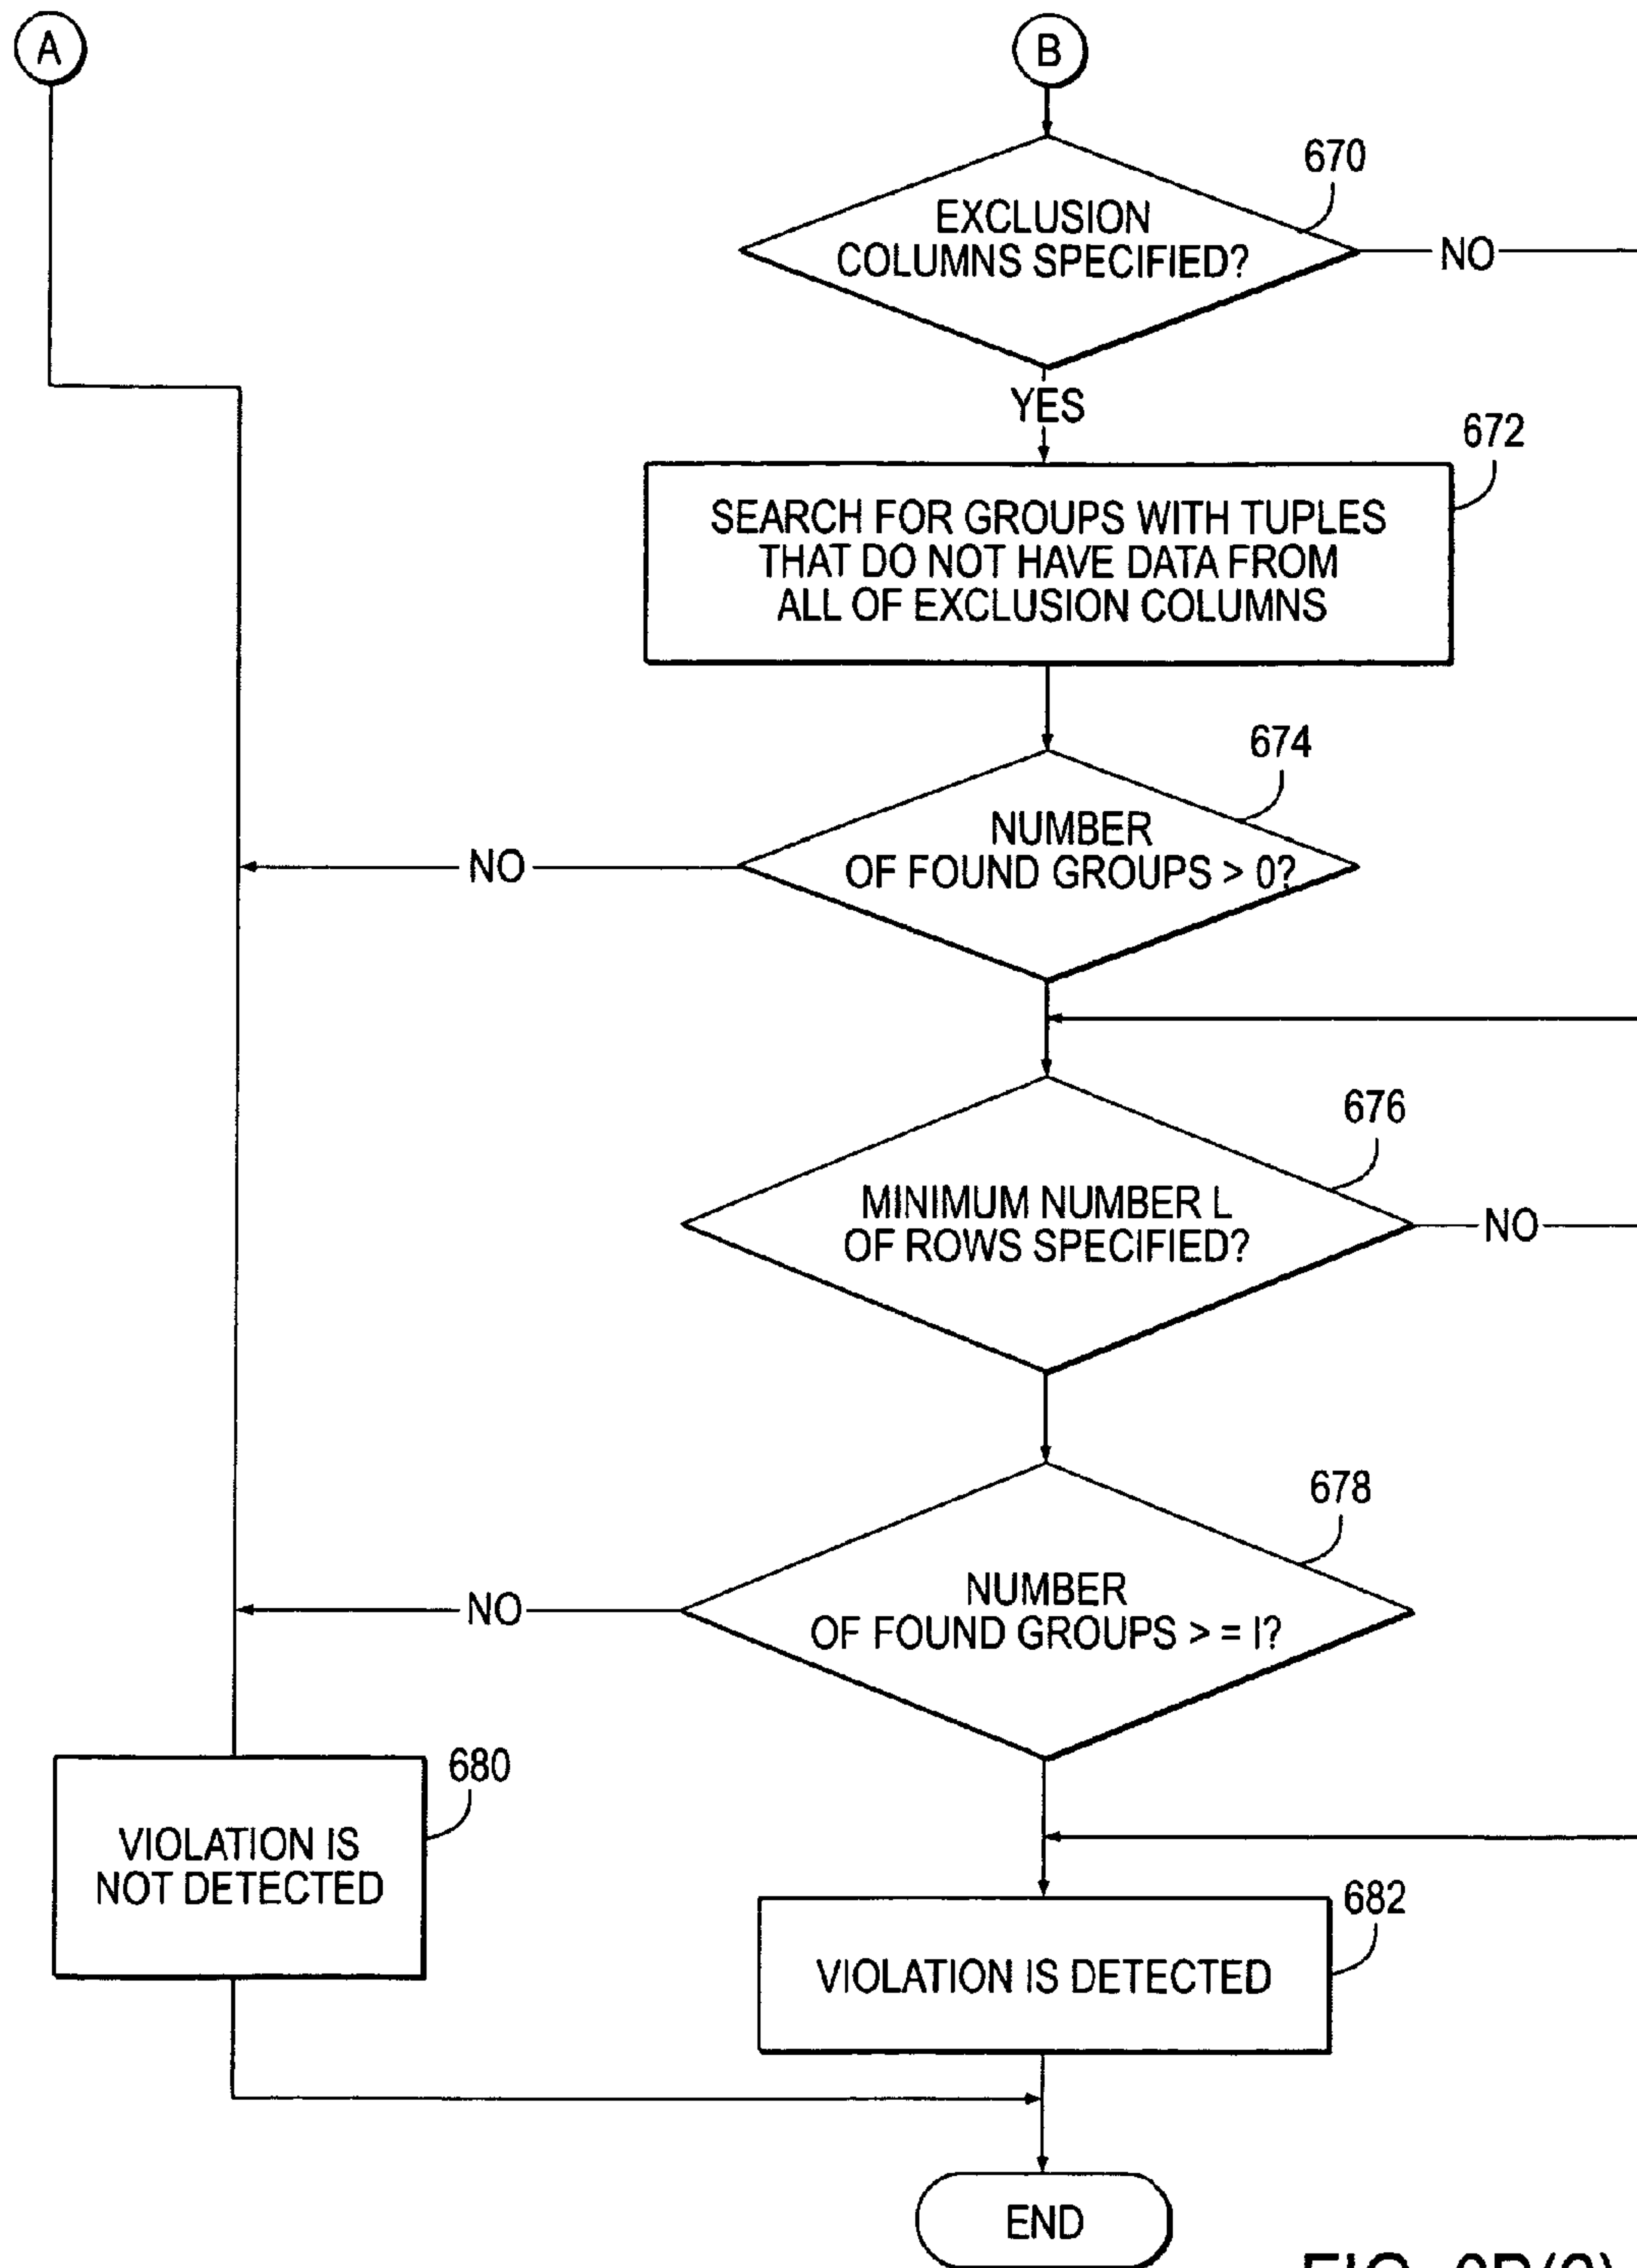 A
B
670
EXCLUSION
COLUMNS SPECIFIED?
NO
YES
672
SEARCH FOR GROUPS WITH TUPLES
THAT DO NOT HAVE DATA FROM
ALL OF EXCLUSION COLUMNS
674
NUMBER
OF FOUND GROUPS > 0?
NO
676
MINIMUM NUMBER L
OF ROWS SPECIFIED?
NO
678
NUMBER
OF FOUND GROUPS > = I?
NO
680
VIOLATION IS
NOT DETECTED
682
VIOLATION IS DETECTED
END